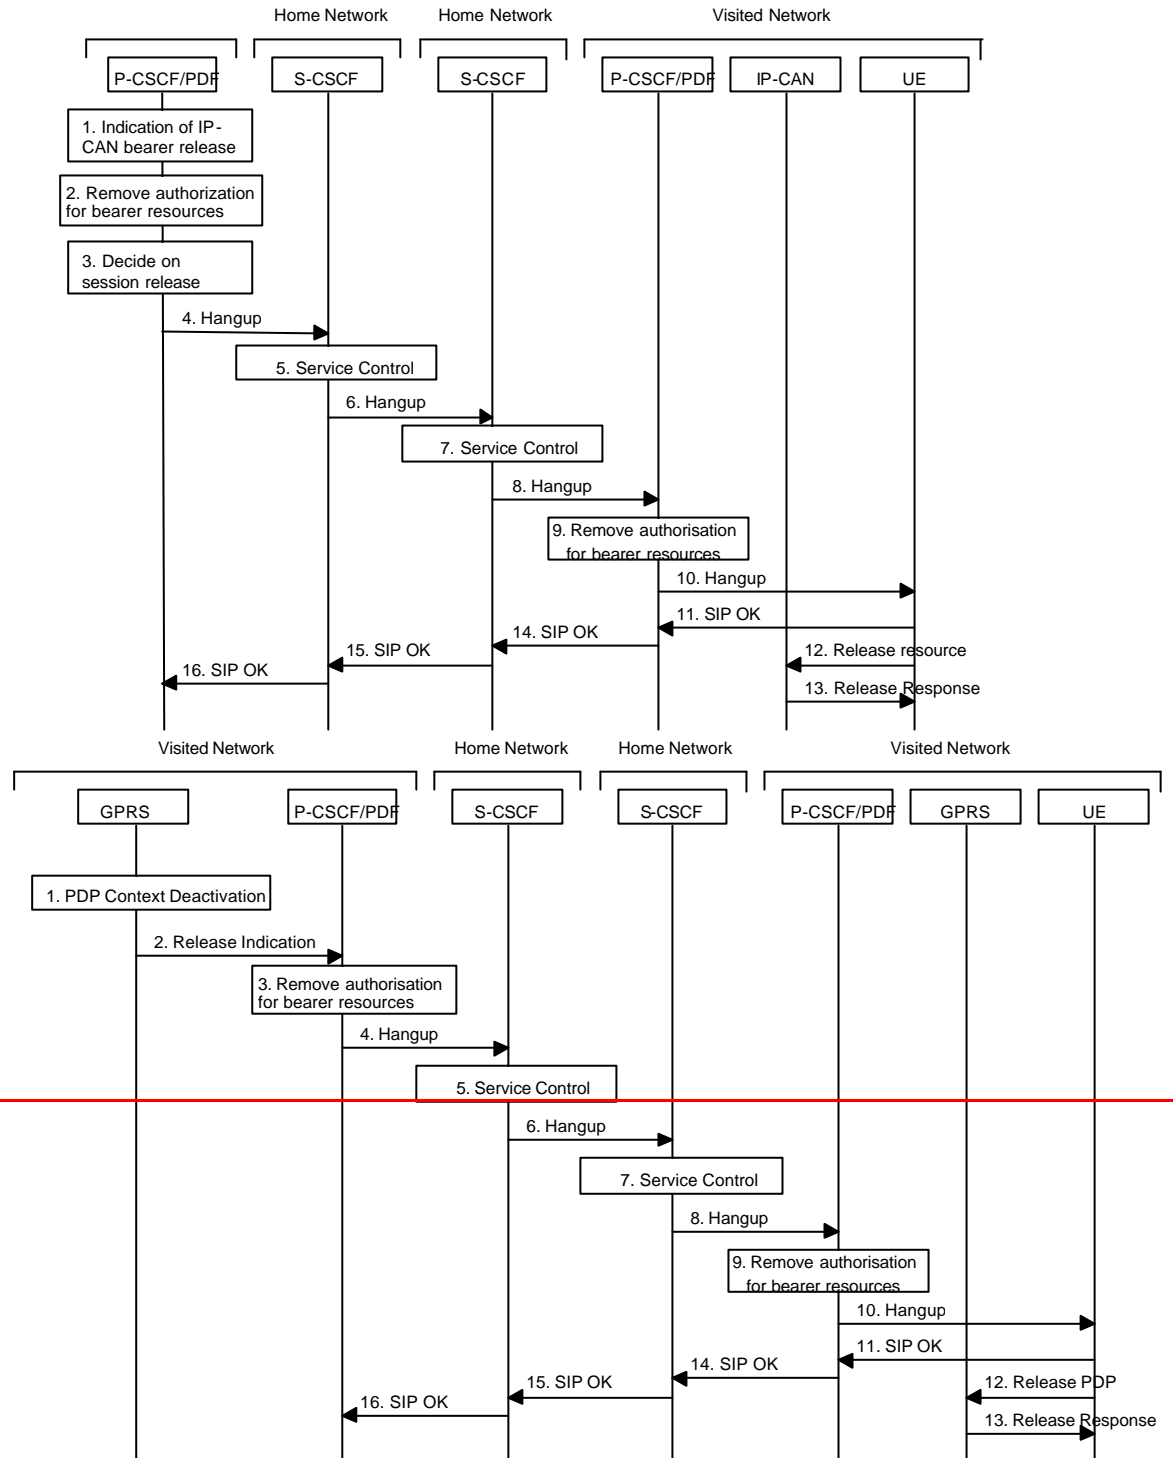 Home Network Home Network Visited Network
P-CSCF/PDF S-CSCF S-CSCF P-CSCF/PDF IP-CAN UE
1. Indication of IP-
CAN bearer release
2. Remove authorization
for bearer resources
3. Decide on
session release
4. Hangup
5. Service Control
6. Hangup
7. Service Control
8. Hangup
9. Remove authorisation
for bearer resources
10. Hangup
11. SIP OK
14. SIP OK
15. SIP OK
12. Release resource
16. SIP OK
13. Release Response
Visited Network Home Network Home Network Visited Network
GPRS P-CSCF/PDF S-CSCF S-CSCF P-CSCF/PDF GPRS UE
1. PDP Context Deactivation
2. Release Indication
3. Remove authorisation
for bearer resources
4. Hangup
5. Service Control
6. Hangup
7. Service Control
8. Hangup
9. Remove authorisation
for bearer resources
10. Hangup
11. SIP OK
14. SIP OK
15. SIP OK
12. Release PDP
16. SIP OK
13. Release Response